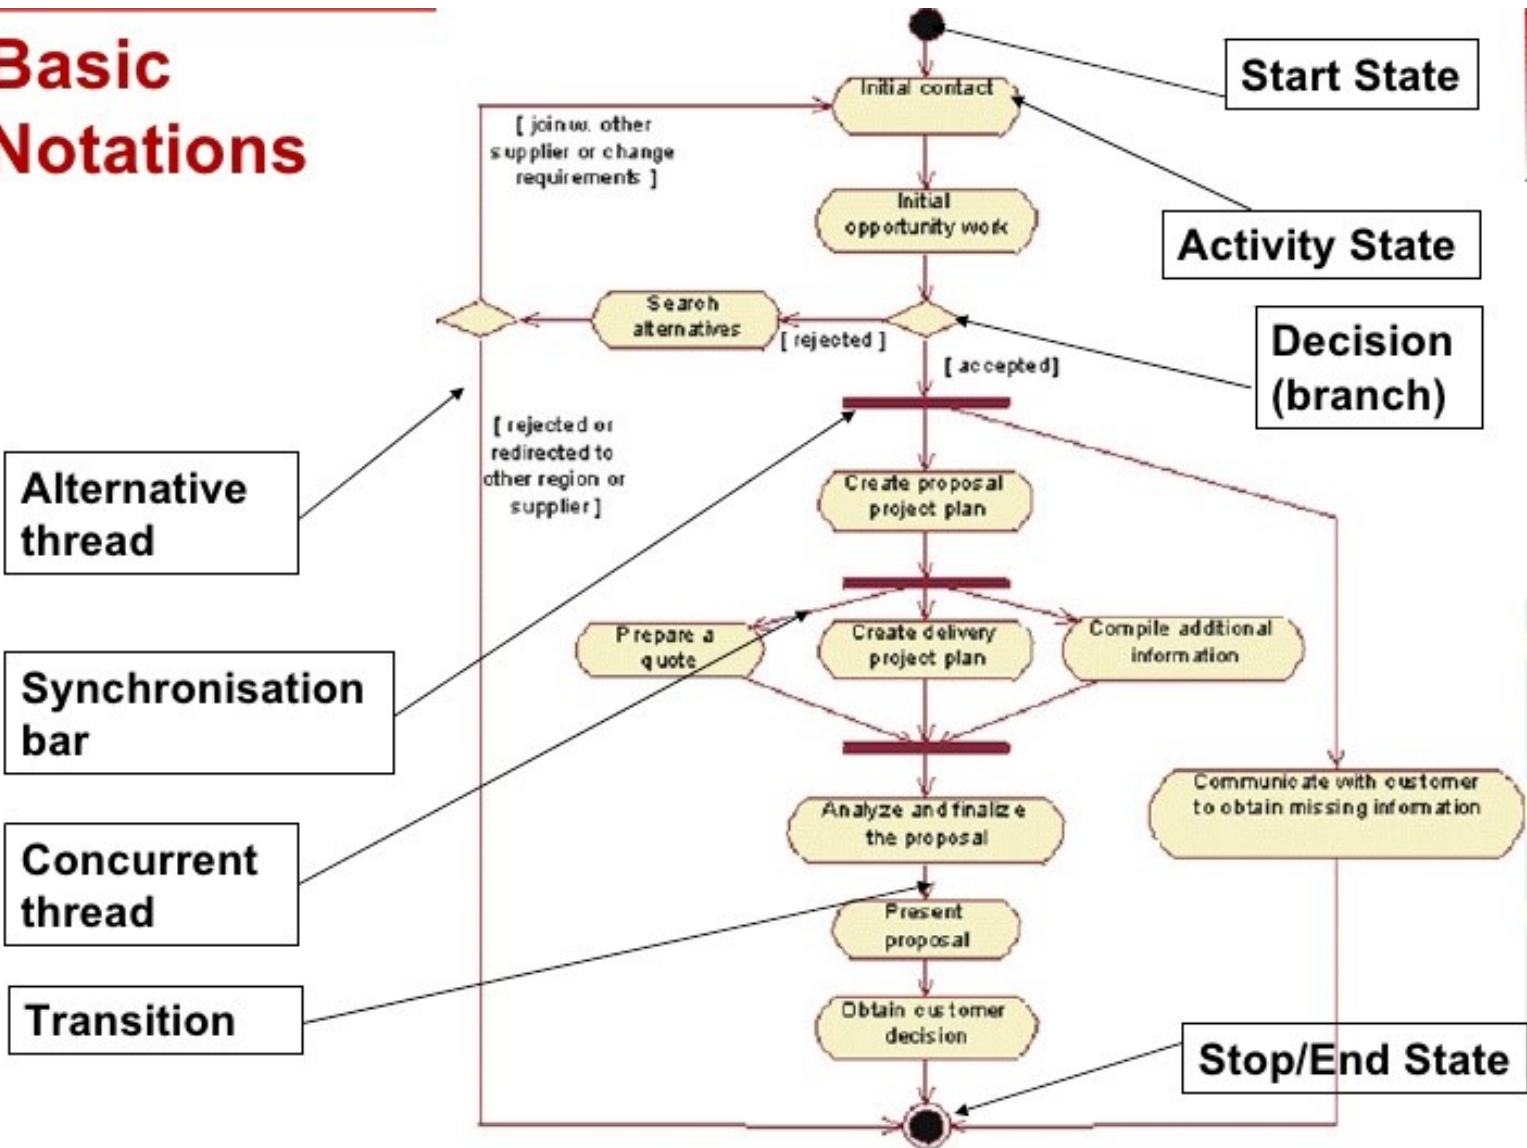 Basic
Notations
Start State
Initial contact
[ join w. other
supplier or change
requirements ]
Initial
opportunity work
Activity State
Search
alternatives
[ rejected ]
[ accepted]
Decision
(branch)
[ rejected or
redirected to
other region or
supplier ]
Alternative
thread
Create proposal
project plan
Prepare a
quote
Create delivery
project plan
Compile addtional
information
Synchronisation
bar
Communicate with customer
to obtain missing information
Analyze and finalize
the proposal
Concurrent
thread
Present
proposal
Transition
Obtain customer
decision
Stop/End State